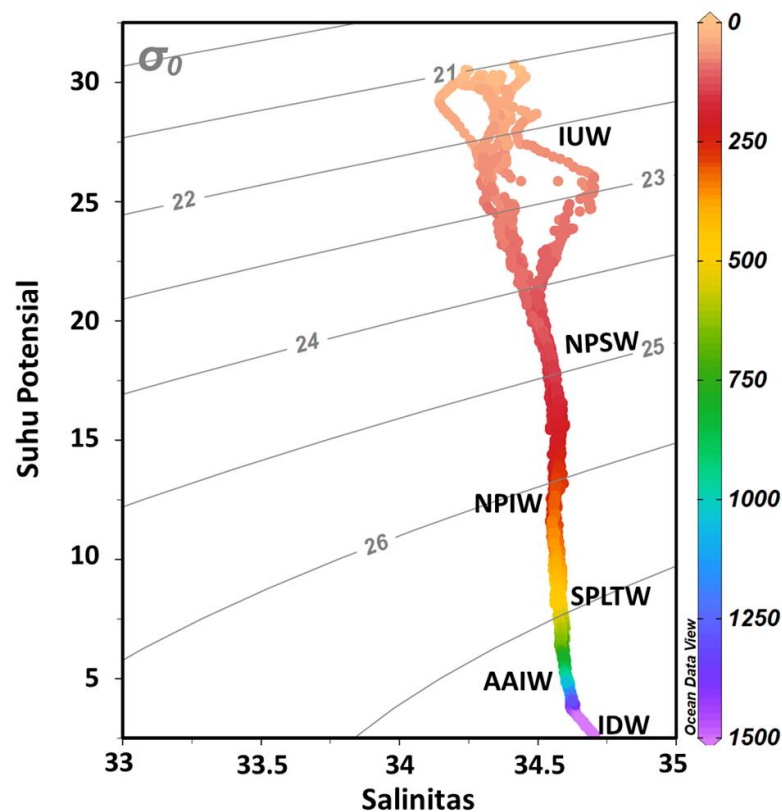 σ0
21
22
23
24
25
26
IUW
NPSW
NPIW
SPLTW
AAIW
IDW
30
25
20
15
10
5
Suhu Potensial
33
33.5
34
34.5
35
Salinitas
0
250
500
750
1000
1250
1500
Ocean Data View